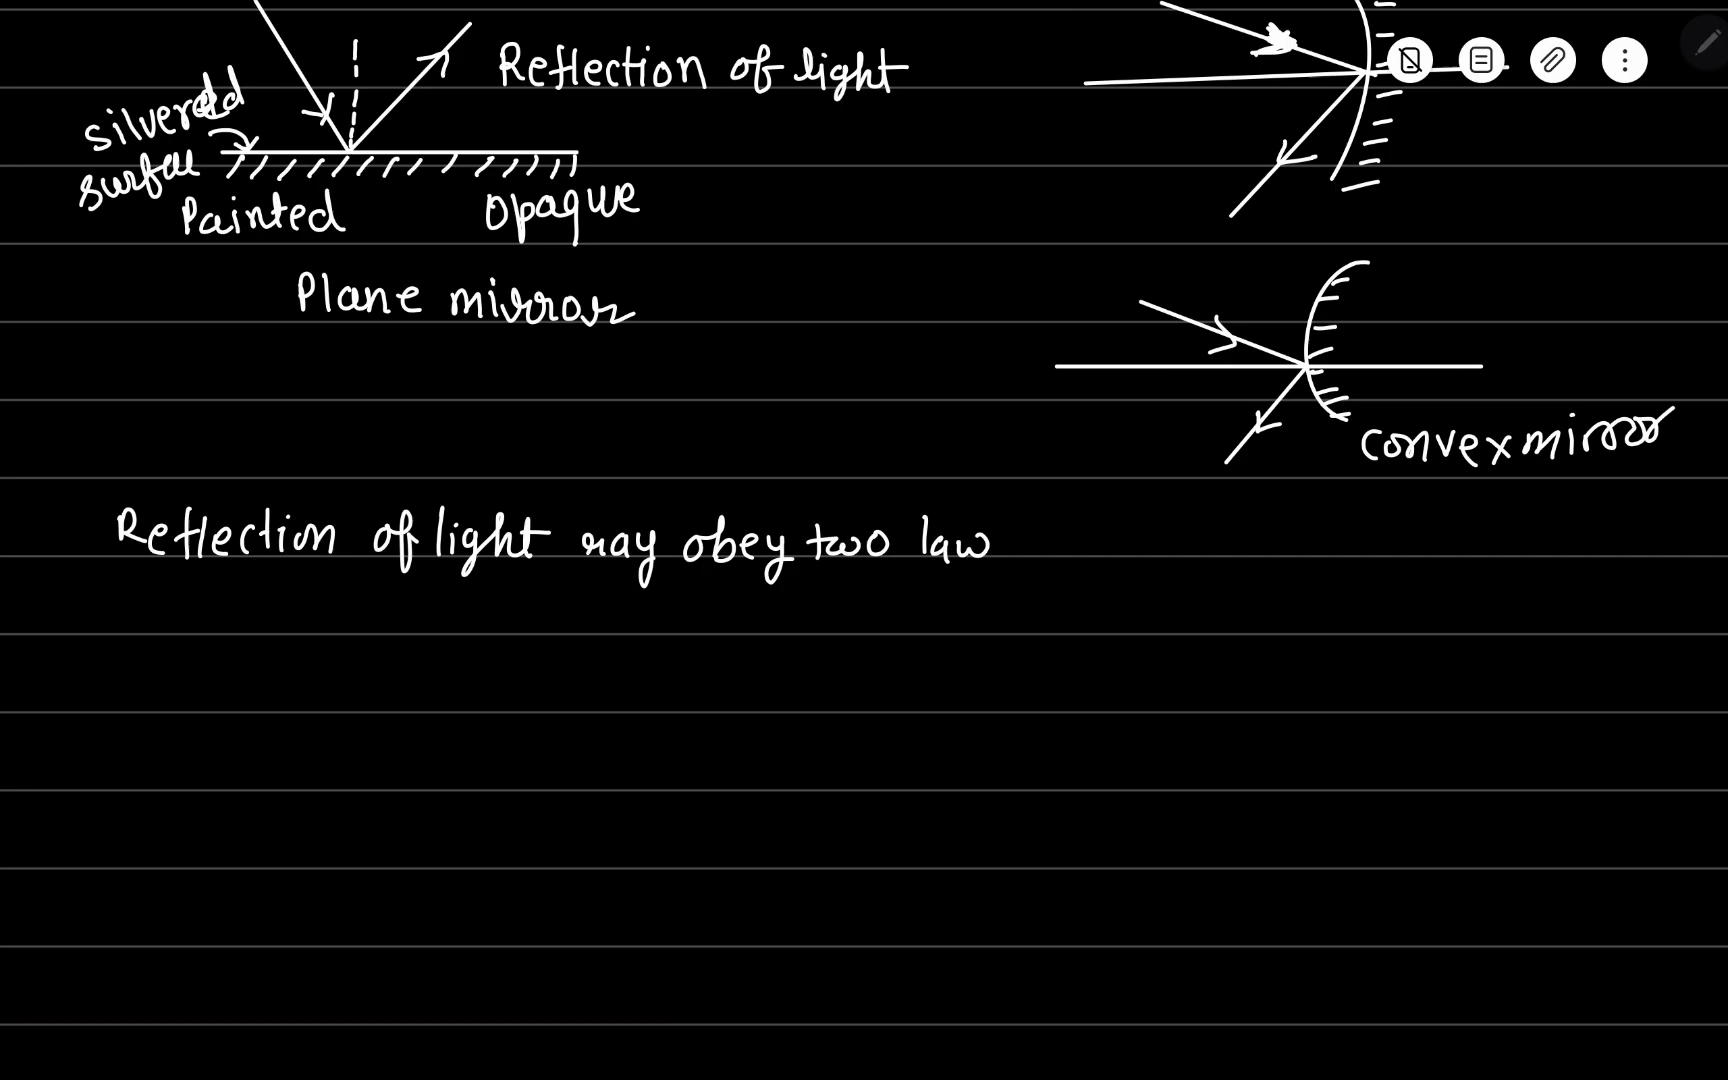 Reflection of light
silvered
surface
Painted
Opaque
Plane mirror
convex mirror
Reflection of light ray obey two law